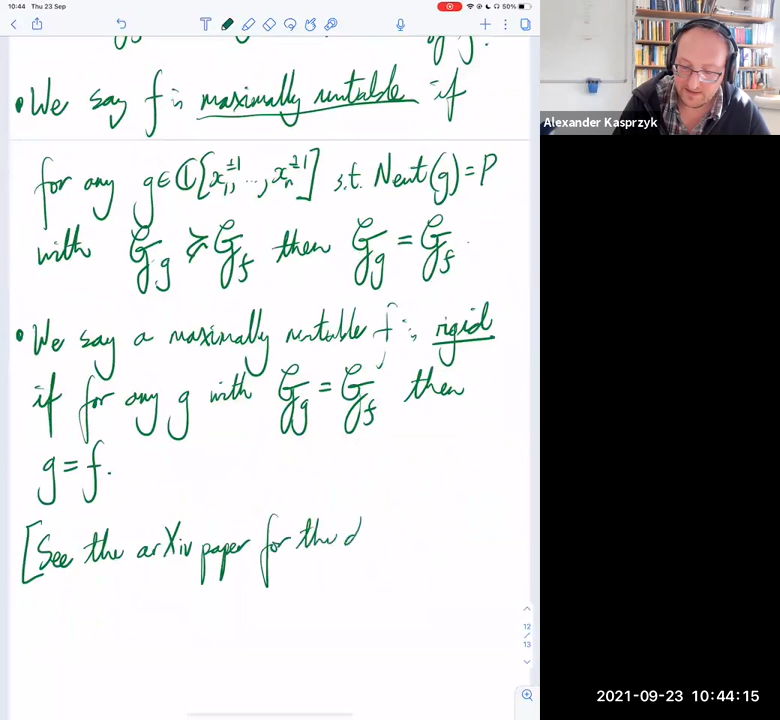 10:44 Thu 23 Sep
50%
• We say f is maximally mutable if
for any g ∈ ℂ[x₁^±1, ..., xₙ^±1] s.t. Newt(g) = P
with 𝒢_g ≥ 𝒢_f then 𝒢_g = 𝒢_f.
• We say a maximally mutable f is rigid
if for any g with 𝒢_g = 𝒢_f then
g = f.
[See the arXiv paper for the d
12
/
13
Alexander Kasprzyk
2021-09-23 10:44:15